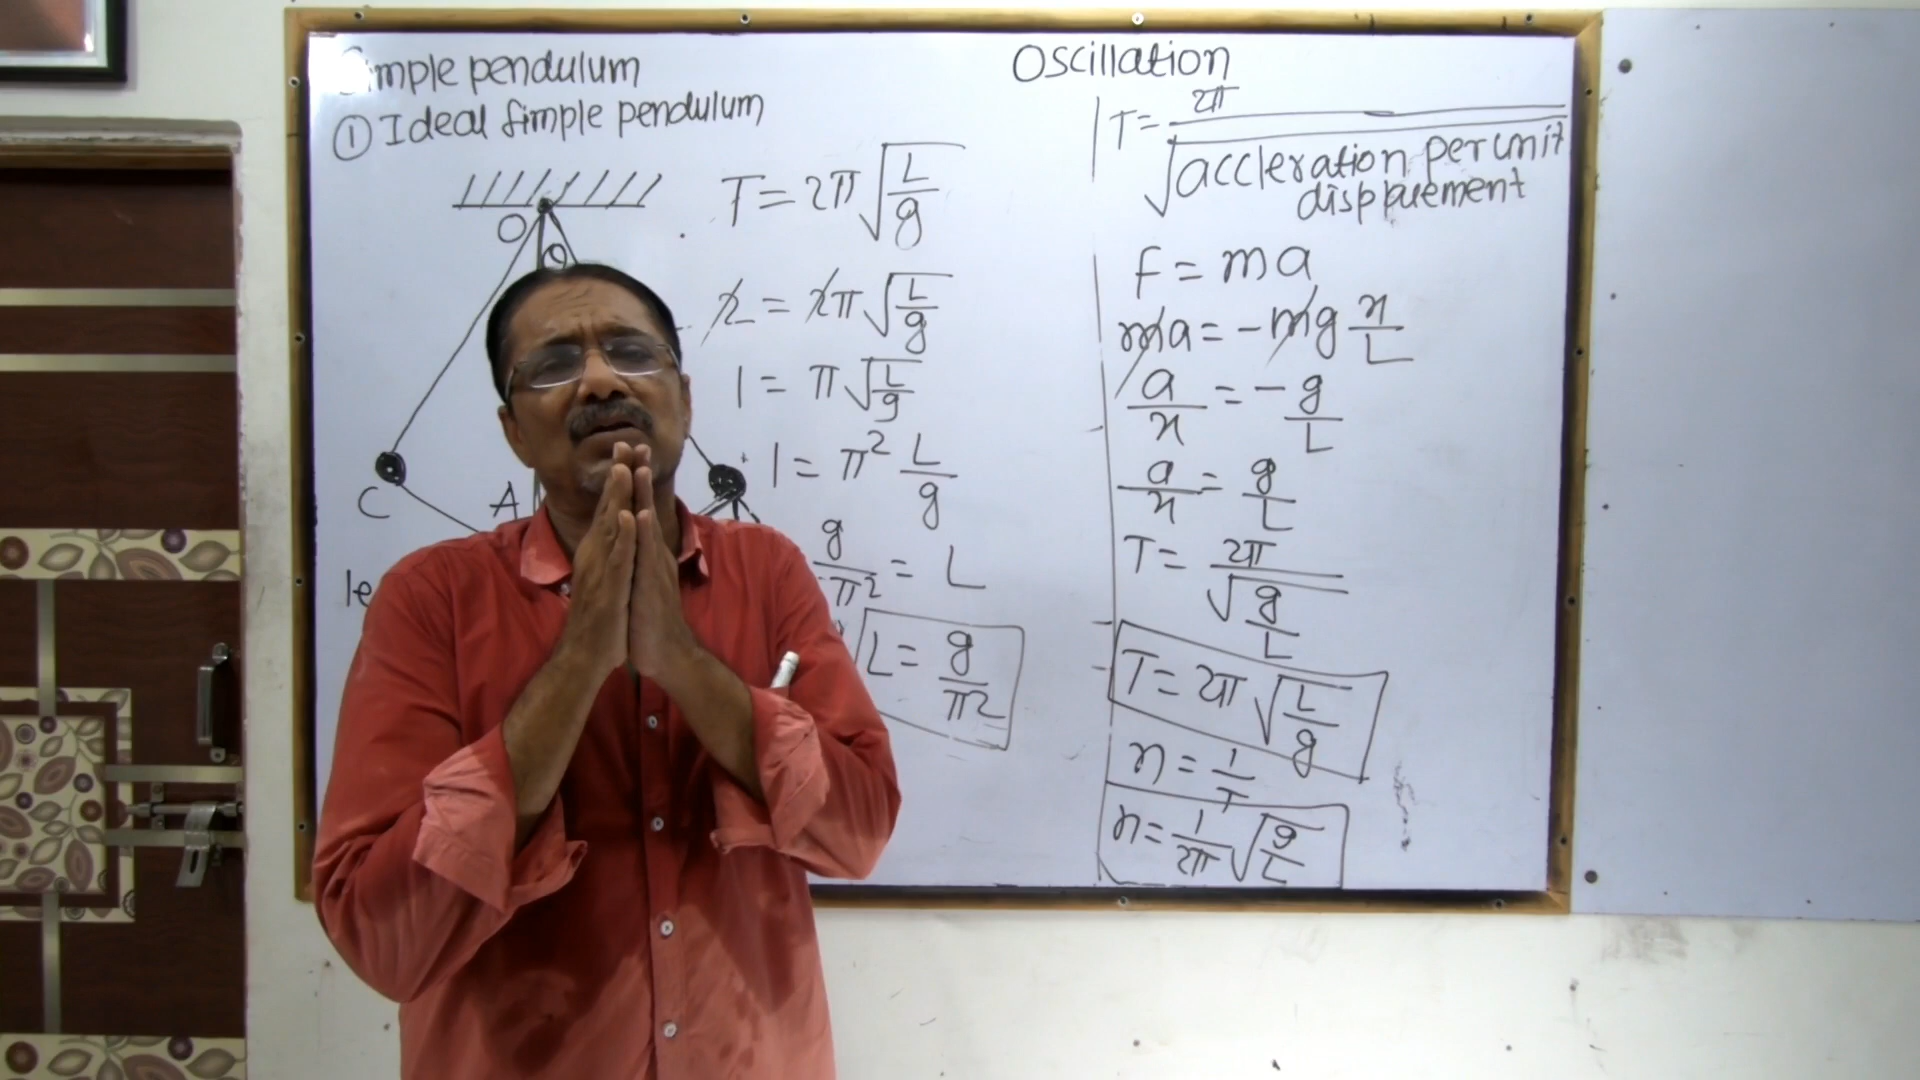 Simple pendulum
① Ideal Simple pendulum
O
θ
C
A
le
T = 2π√(L/g)
2 = 2π√(L/g)
1 = π√(L/g)
1 = π² L/g
g/π² = L
L = g/π²
Oscillation
T = 2π/√(accleration per unit
displacement)
F = ma
ma = -mg x/L
a/x = -g/L
a/x = g/L
T = 2π/√(g/L)
T = 2π√(L/g)
n = 1/T
n = 1/2π √(g/L)